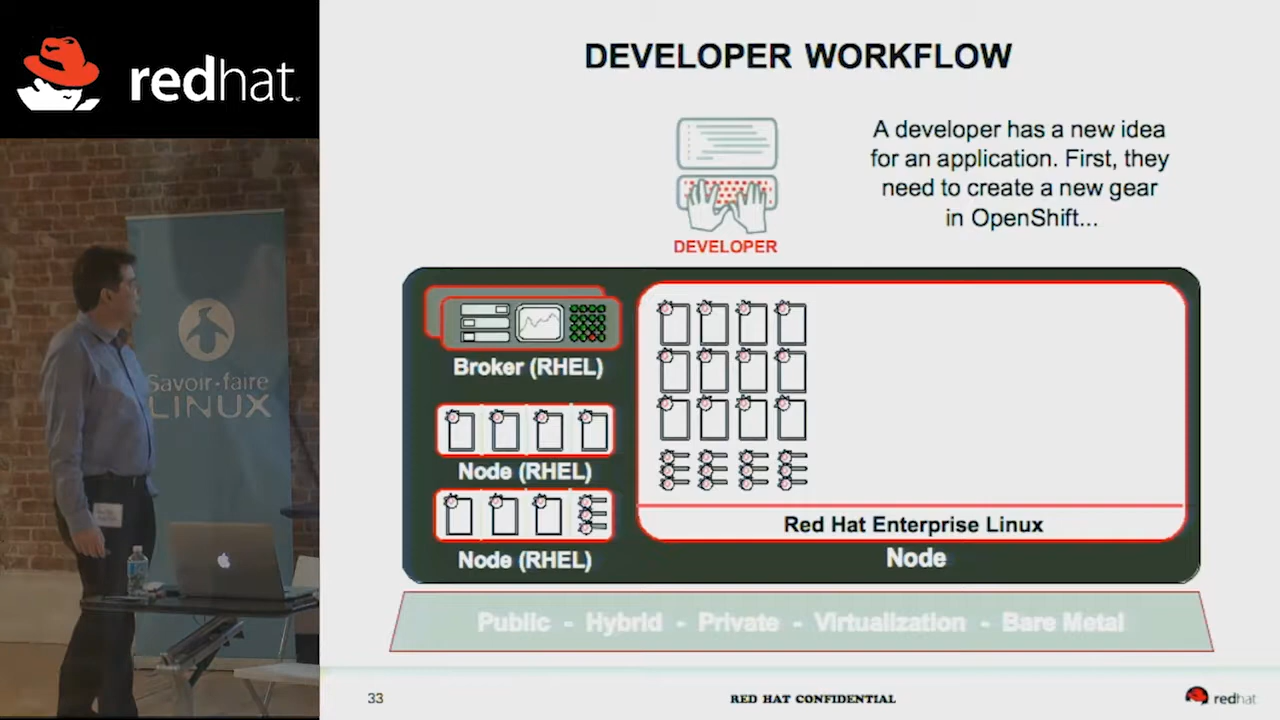 redhat.
DEVELOPER WORKFLOW
A developer has a new idea
for an application. First, they
need to create a new gear
in OpenShift...
DEVELOPER
Broker (RHEL)
Node (RHEL)
Node (RHEL)
Red Hat Enterprise Linux
Node
Public - Hybrid - Private - Virtualization - Bare Metal
Savoir-faire
LINUX
33
RED HAT CONFIDENTIAL
redhat